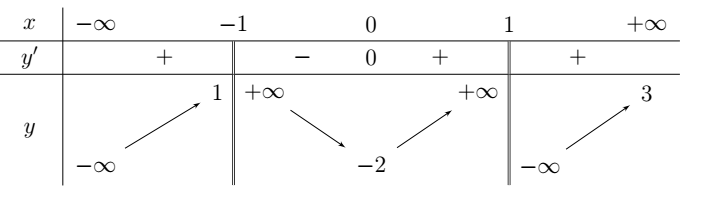 x −∞ −1 0 1 +∞
y′ + − 0 + +
1 +∞ +∞ 3
y
−∞ −2 −∞